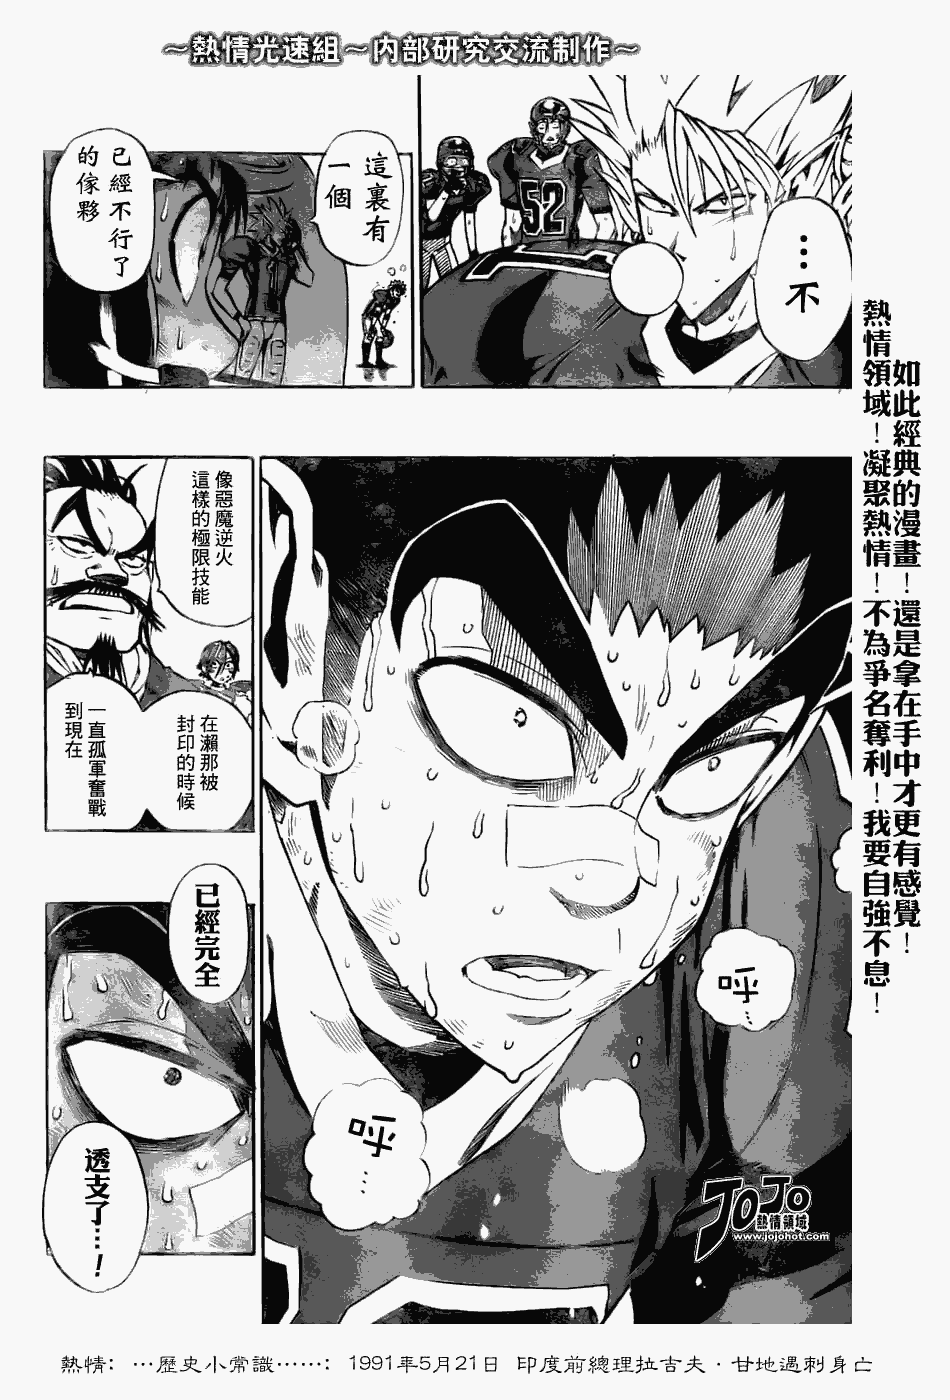 ～熱情光速組～内部研究交流制作～
…不
這裏有
一個
已經不行了
的傢夥
如此經典的漫畫！還是拿在手中才更有感覺！
熱情領域！凝聚熱情！不為爭名奪利！我要自強不息！
像惡魔逆火
這樣的極限技能
在瀨那被
封印的時候
一直孤軍奮戰
到現在
52
呼…
呼…
已經完全
透支了…！
JOJO
熱情領域
www.jojohot.com
熱情：…歷史小常識……：1991年5月21日 印度前總理拉吉夫·甘地遇刺身亡